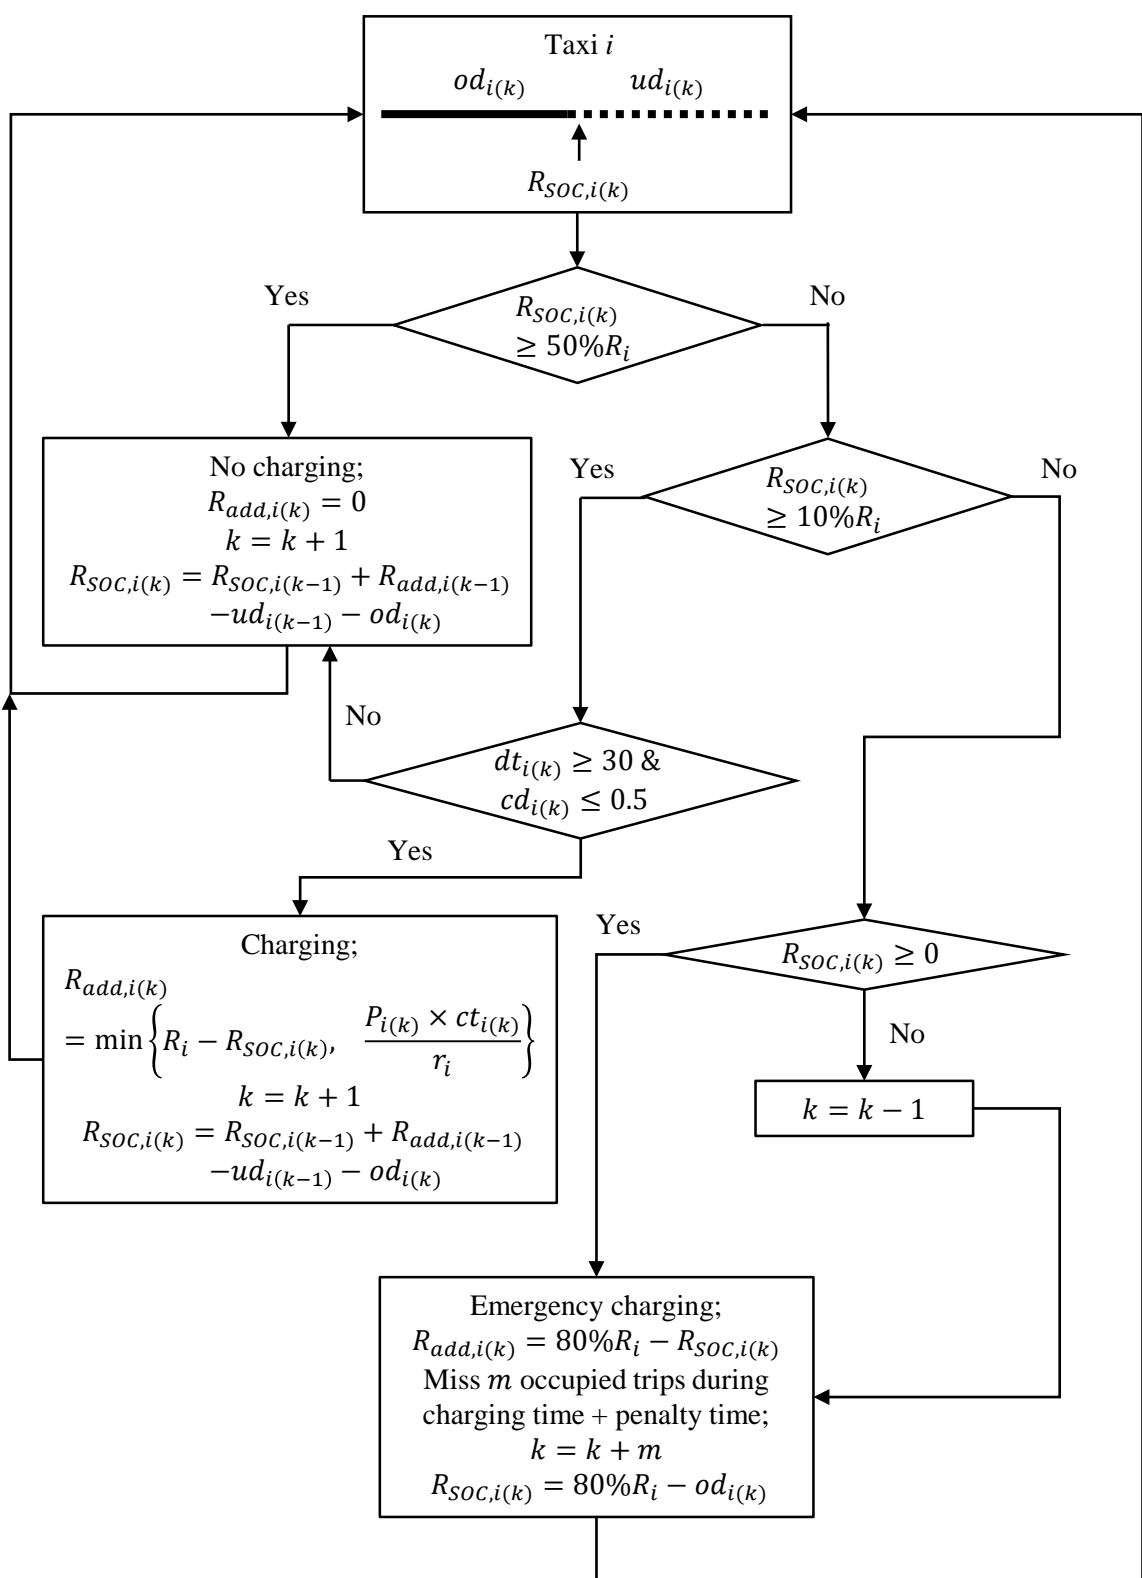 Taxi i
od_{i(k)} ud_{i(k)}
R_{SOC,i(k)}
Yes
No
R_{SOC,i(k)}
≥ 50%R_i
No charging;
R_{add,i(k)} = 0
k = k + 1
R_{SOC,i(k)} = R_{SOC,i(k−1)} + R_{add,i(k−1)}
−ud_{i(k−1)} − od_{i(k)}
Yes
No
R_{SOC,i(k)}
≥ 10%R_i
No
dt_{i(k)} ≥ 30 &
cd_{i(k)} ≤ 0.5
Yes
Charging;
R_{add,i(k)}
= min{R_i − R_{SOC,i(k)}, \frac{P_{i(k)} × ct_{i(k)}}{r_i}}
k = k + 1
R_{SOC,i(k)} = R_{SOC,i(k−1)} + R_{add,i(k−1)}
−ud_{i(k−1)} − od_{i(k)}
Yes
R_{SOC,i(k)} ≥ 0
No
k = k − 1
Emergency charging;
R_{add,i(k)} = 80%R_i − R_{SOC,i(k)}
Miss m occupied trips during
charging time + penalty time;
k = k + m
R_{SOC,i(k)} = 80%R_i − od_{i(k)}